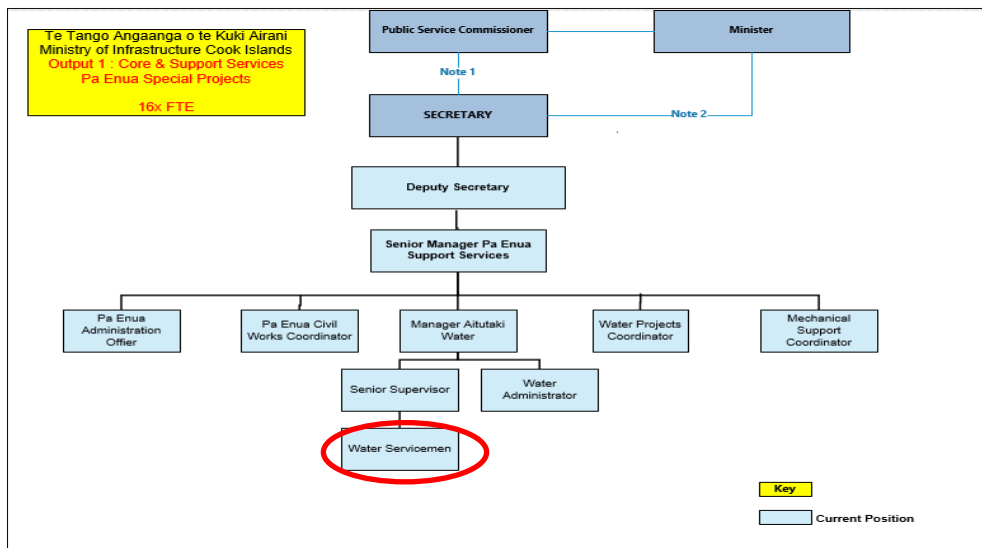 Te Tango Angaanga o te Kuki Airani
Ministry of Infrastructure Cook Islands
Output 1 : Core & Support Services
Pa Enua Special Projects
16x FTE
Public Service Commissioner
Minister
Note 1
SECRETARY
Note 2
Deputy Secretary
Senior Manager Pa Enua
Support Services
Pa Enua
Administration
Offier
Pa Enua Civil
Works Coordinator
Manager Aitutaki
Water
Water Projects
Coordinator
Mechanical
Support
Coordinator
Senior Supervisor
Water
Administrator
Water Servicemen
Key
Current Position